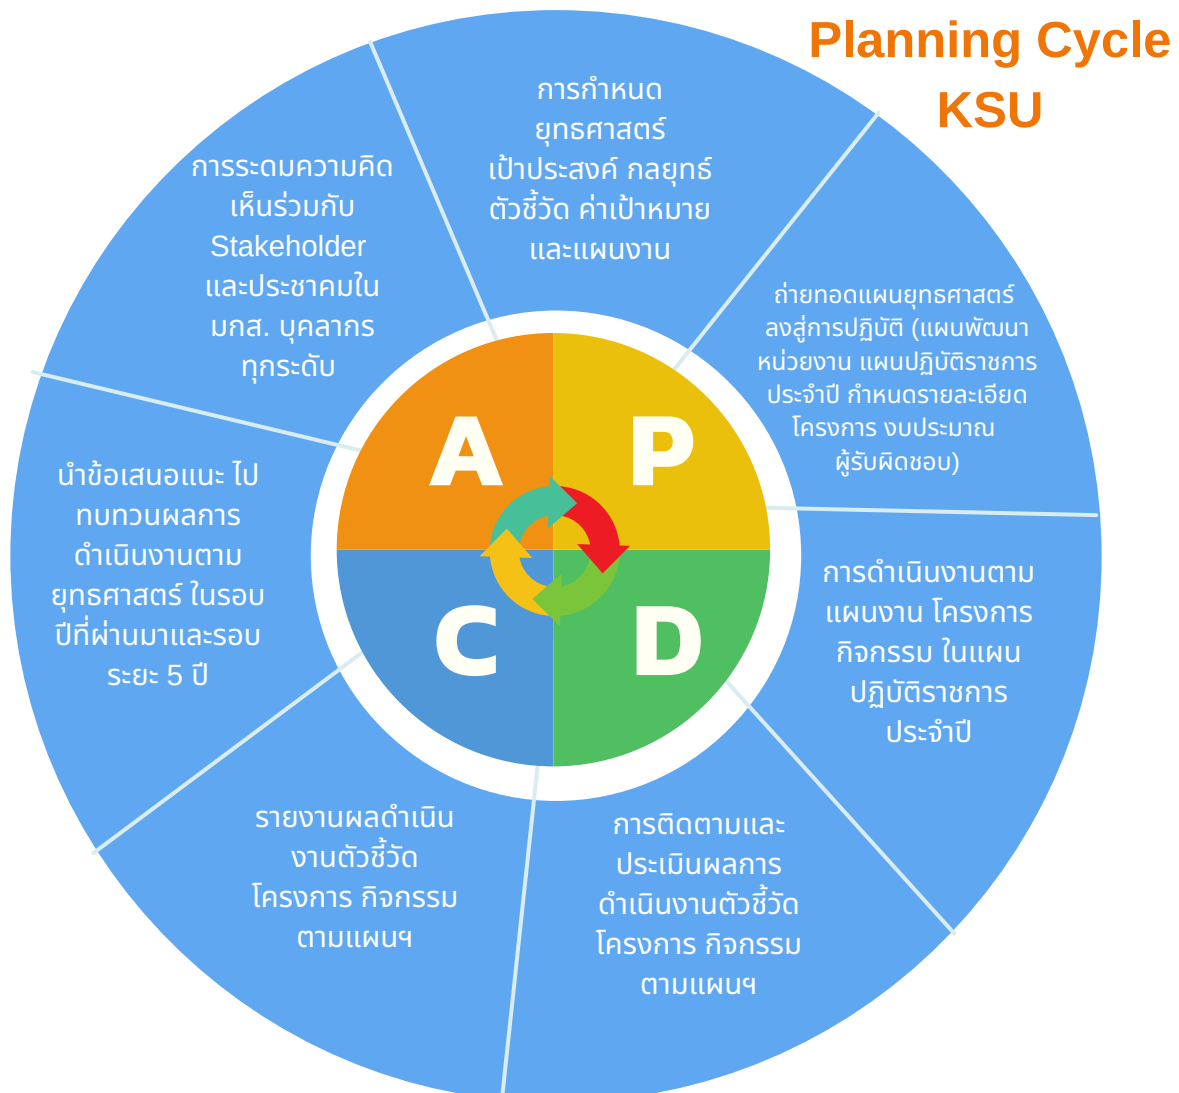 Planning Cycle
KSU
การกำหนด
ยุทธศาสตร์
เป้าประสงค์ กลยุทธ์
ตัวชี้วัด ค่าเป้าหมาย
และแผนงาน
ถ่ายทอดแผนยุทธศาสตร์
ลงสู่การปฏิบัติ (แผนพัฒนา
หน่วยงาน แผนปฏิบัติราชการ
ประจำปี กำหนดรายละเอียด
โครงการ งบประมาณ
ผู้รับผิดชอบ)
การดำเนินงานตาม
แผนงาน โครงการ
กิจกรรม ในแผน
ปฏิบัติราชการ
ประจำปี
การติดตามและ
ประเมินผลการ
ดำเนินงานตัวชี้วัด
โครงการ กิจกรรม
ตามแผนฯ
รายงานผลดำเนิน
งานตัวชี้วัด
โครงการ กิจกรรม
ตามแผนฯ
นำข้อเสนอแนะ ไป
ทบทวนผลการ
ดำเนินงานตาม
ยุทธศาสตร์ ในรอบ
ปีที่ผ่านมาและรอบ
ระยะ 5 ปี
การระดมความคิด
เห็นร่วมกับ
Stakeholder
และประชาคมใน
มกส. บุคลากร
ทุกระดับ
A
P
C
D